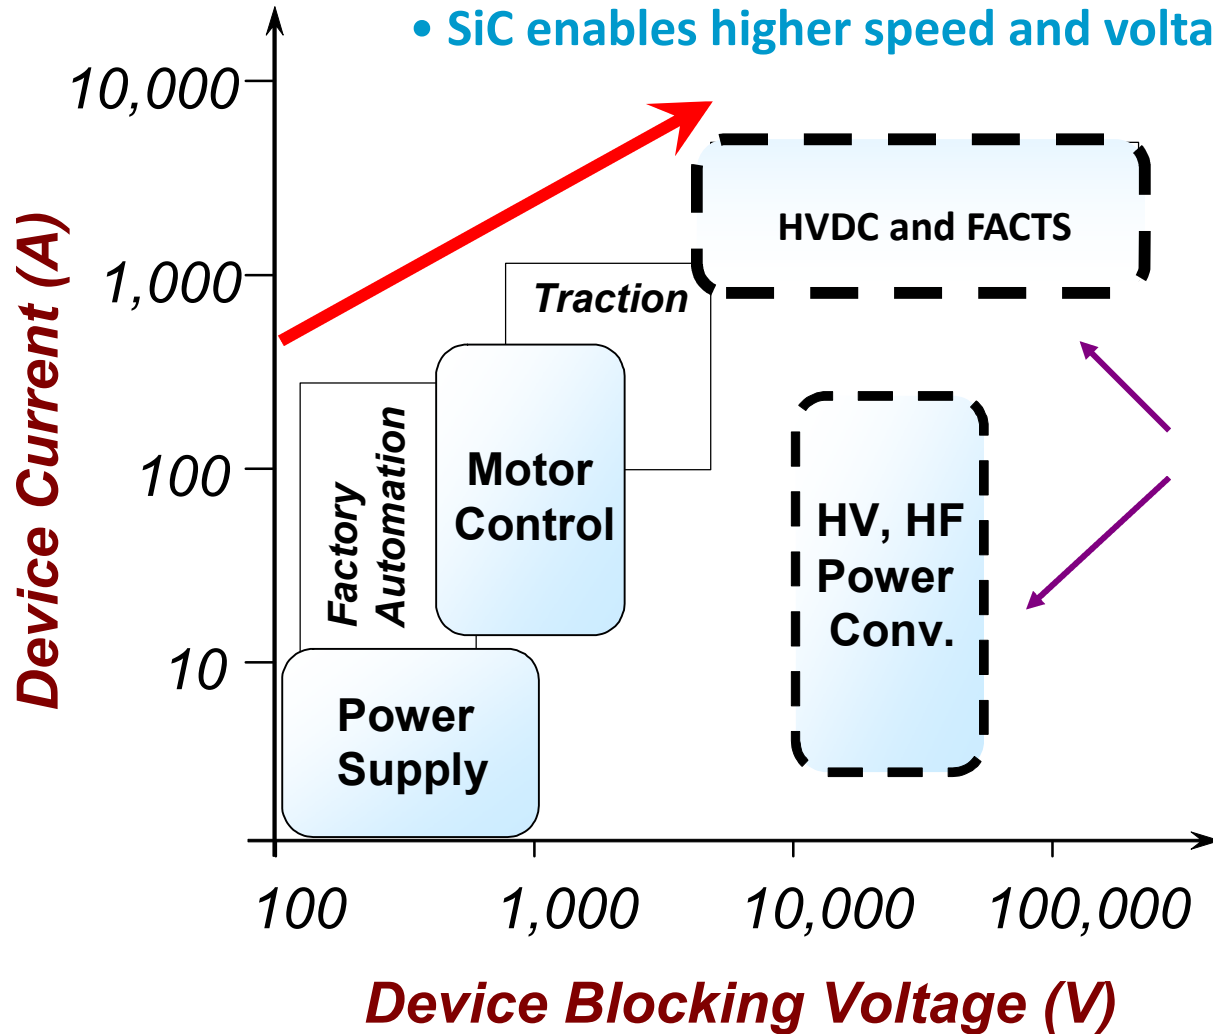 • SiC enables higher speed and volta
10,000
1,000
100
10
Device Current (A)
HVDC and FACTS
Traction
Factory
Automation
Motor
Control
HV, HF
Power
Conv.
Power
Supply
100
1,000
10,000
100,000
Device Blocking Voltage (V)